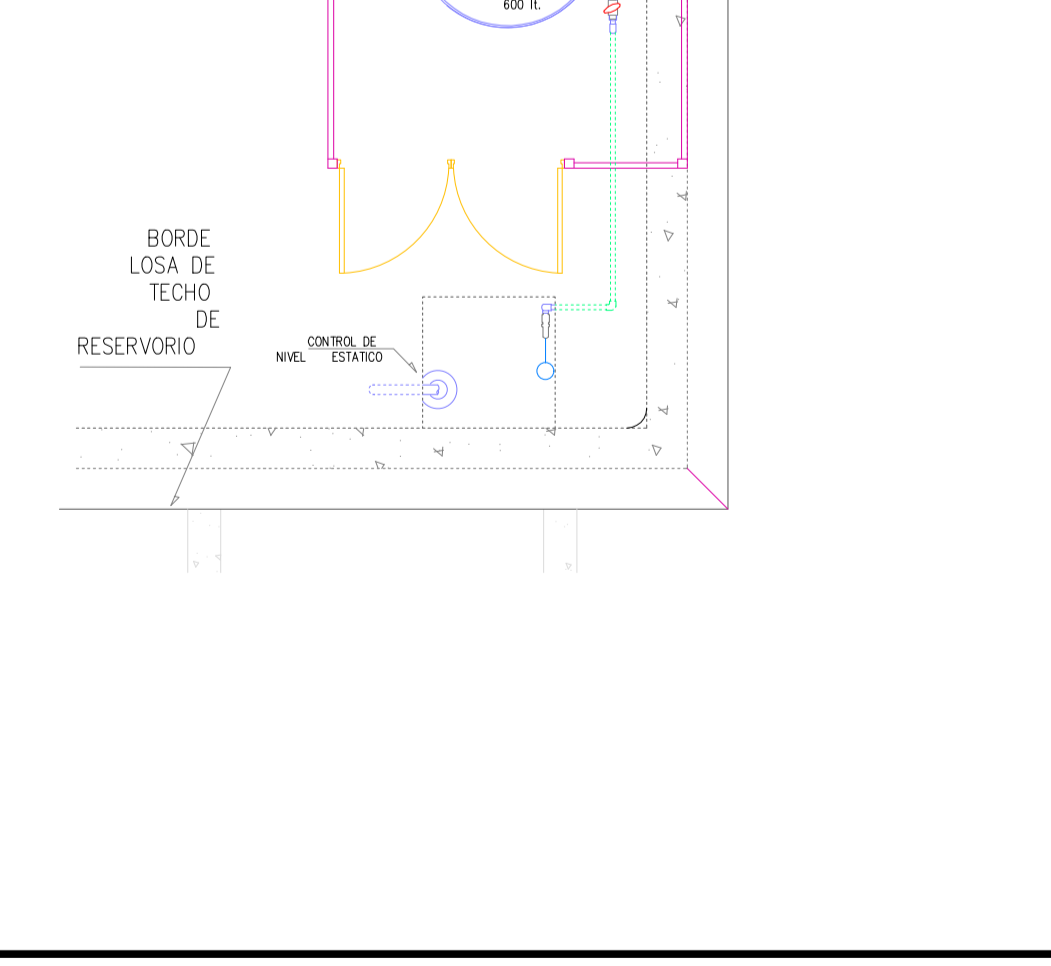 600 lt.
BORDE
LOSA DE
TECHO
DE
RESERVORIO
CONTROL DE
NIVEL ESTATICO